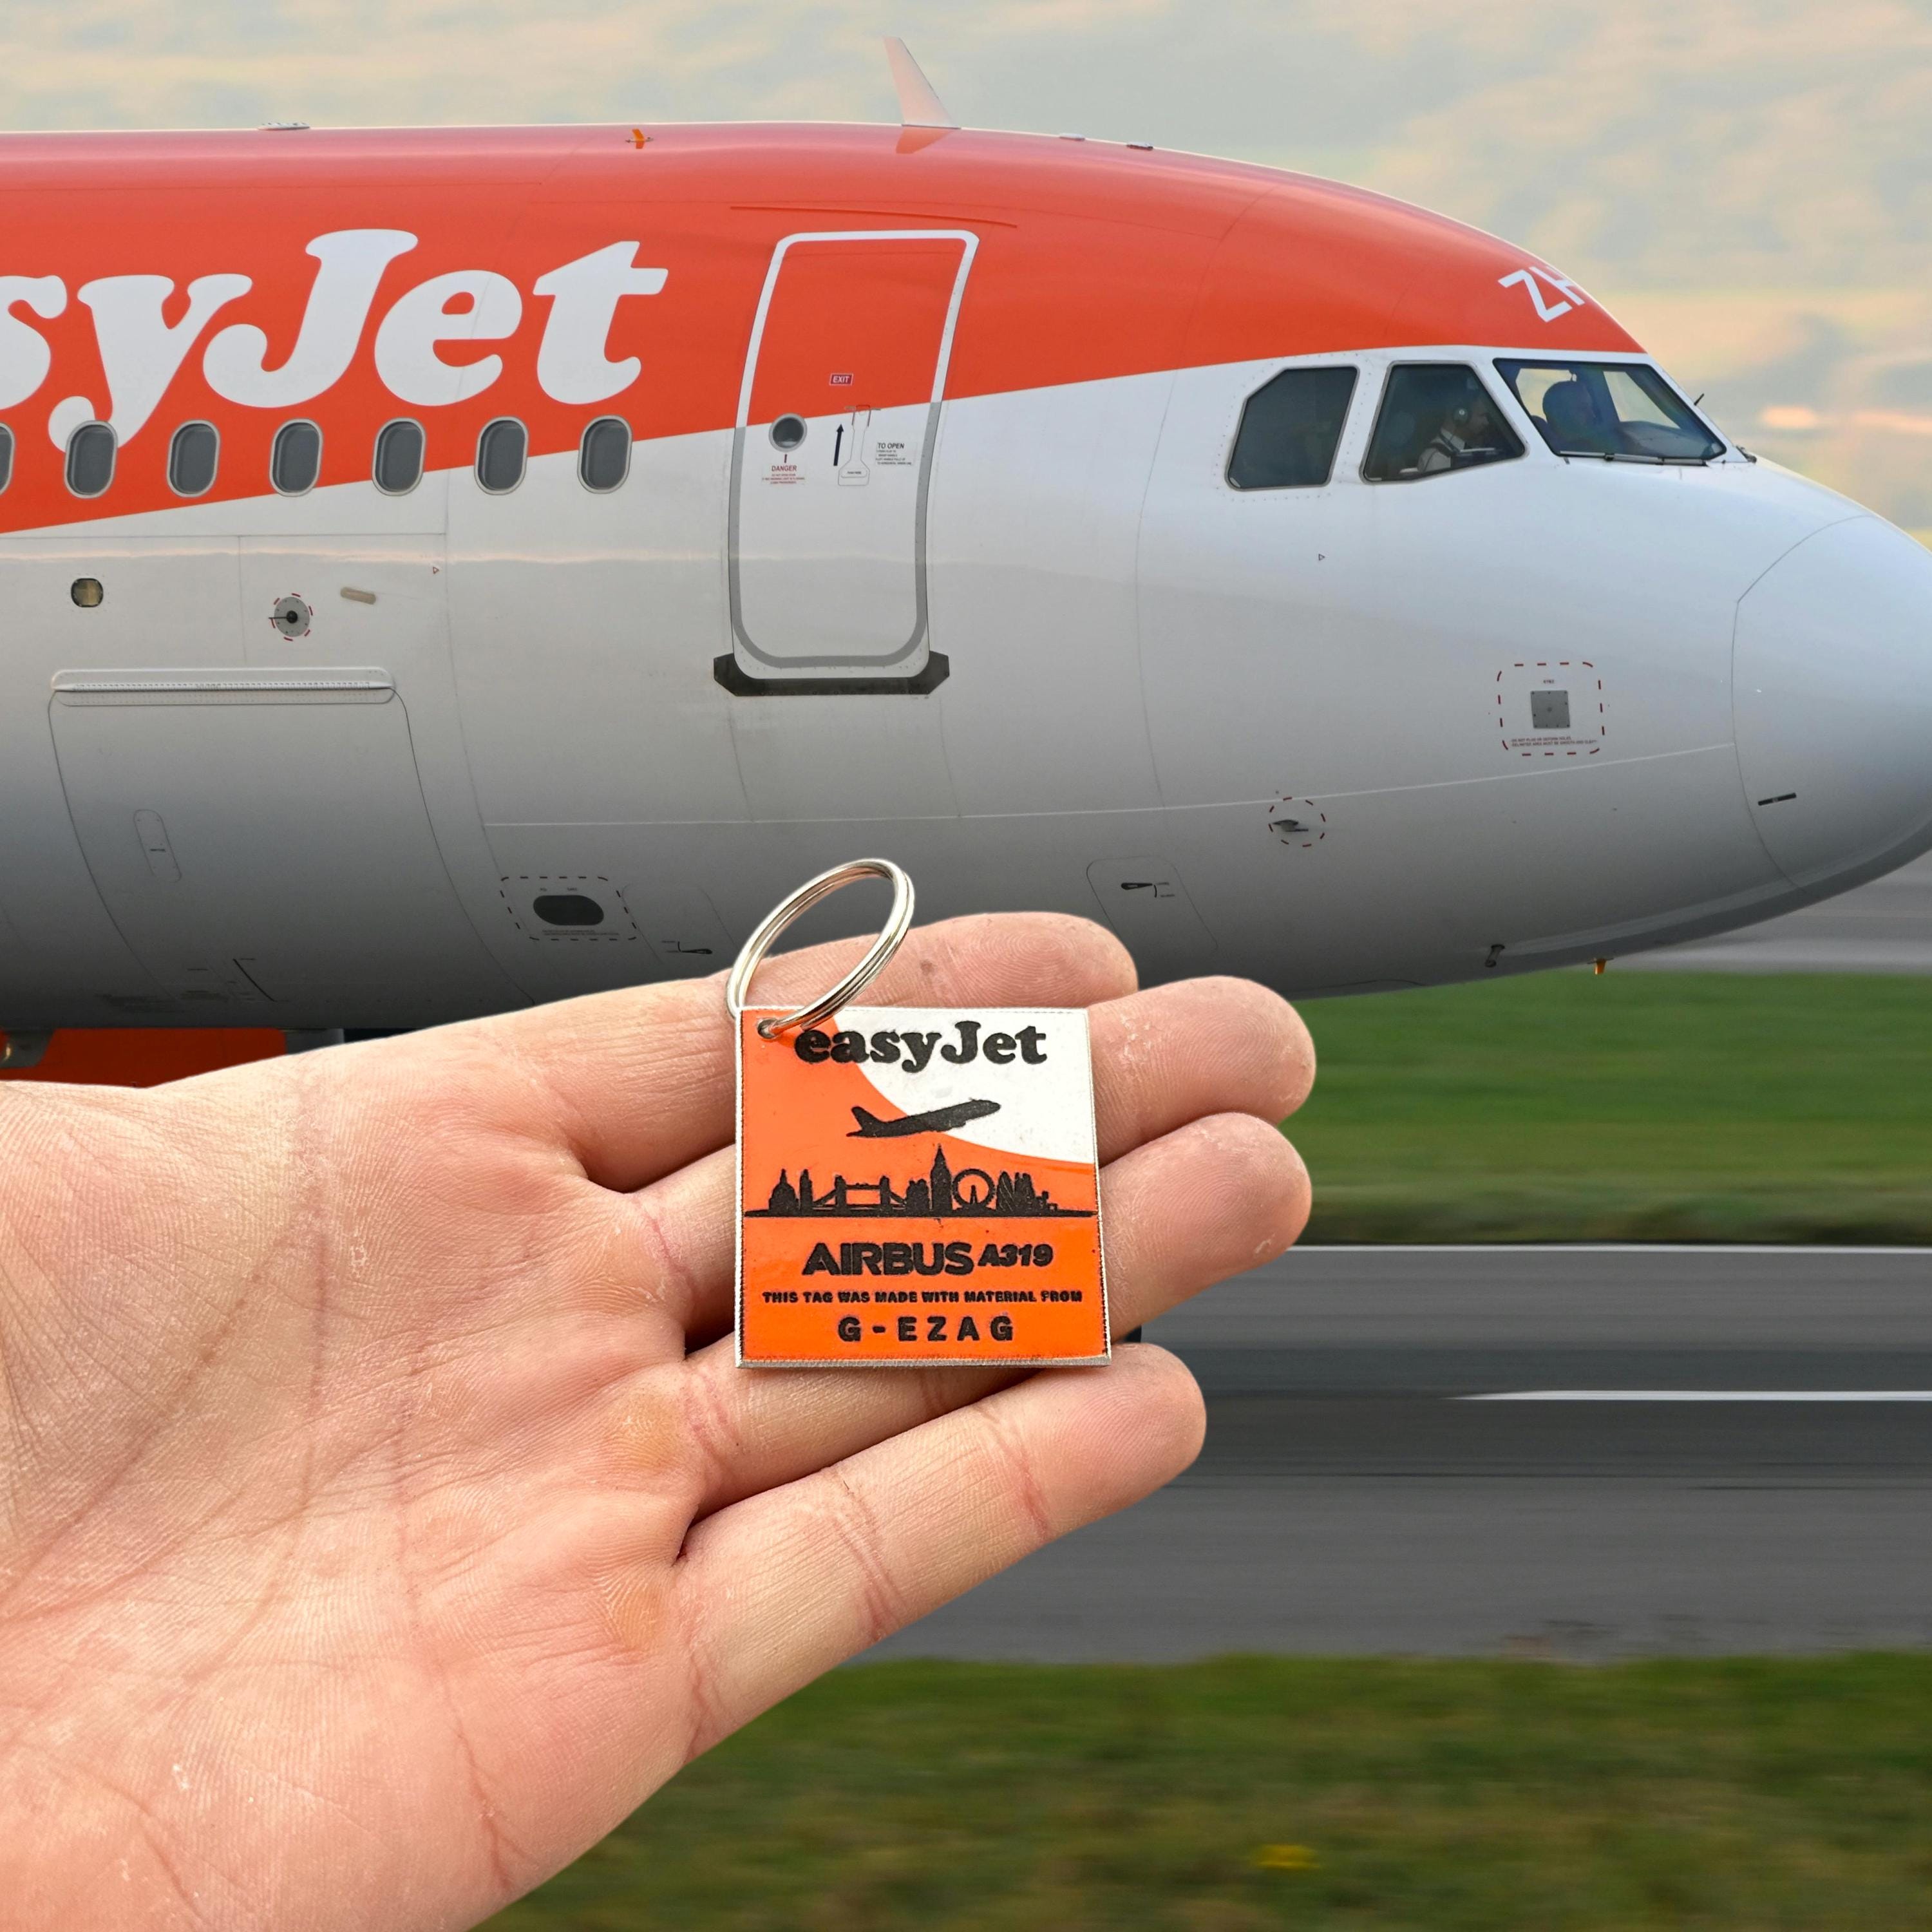 syJet
ZH
EXIT
DANGER
TO OPEN
easyJet
AIRBUS A319
THIS TAG WAS MADE WITH MATERIAL FROM
G-EZAG